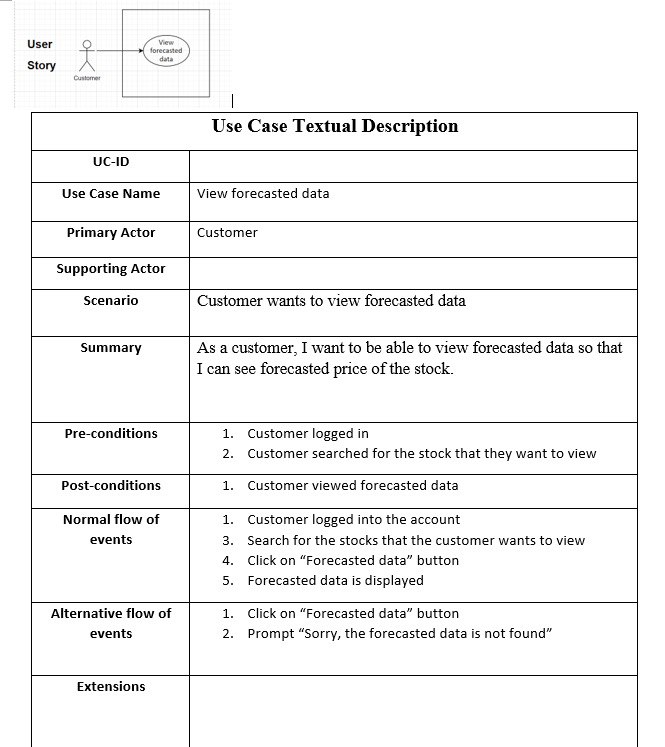 User
Story
Customer
View
forecasted
data
Use Case Textual Description
UC-ID
Use Case Name
View forecasted data
Primary Actor
Customer
Supporting Actor
Scenario
Customer wants to view forecasted data
Summary
As a customer, I want to be able to view forecasted data so that
I can see forecasted price of the stock.
Pre-conditions
1. Customer logged in
2. Customer searched for the stock that they want to view
Post-conditions
1. Customer viewed forecasted data
Normal flow of
events
1. Customer logged into the account
3. Search for the stocks that the customer wants to view
4. Click on “Forecasted data” button
5. Forecasted data is displayed
Alternative flow of
events
1. Click on “Forecasted data” button
2. Prompt “Sorry, the forecasted data is not found”
Extensions